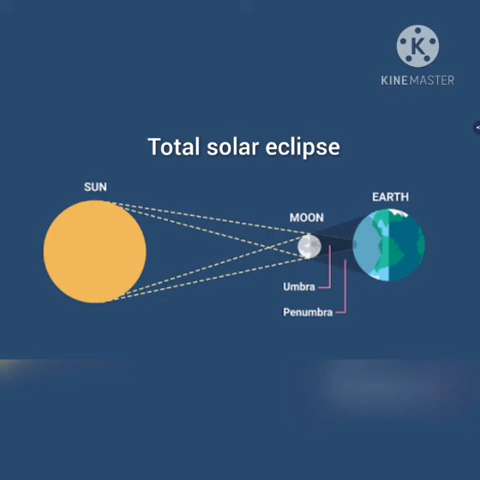 K
KINEMASTER
Total solar eclipse
SUN
EARTH
MOON
Umbra
Penumbra